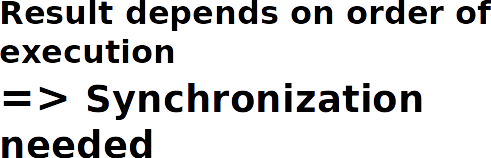 Result depends on order of
execution
=> Synchronization
needed